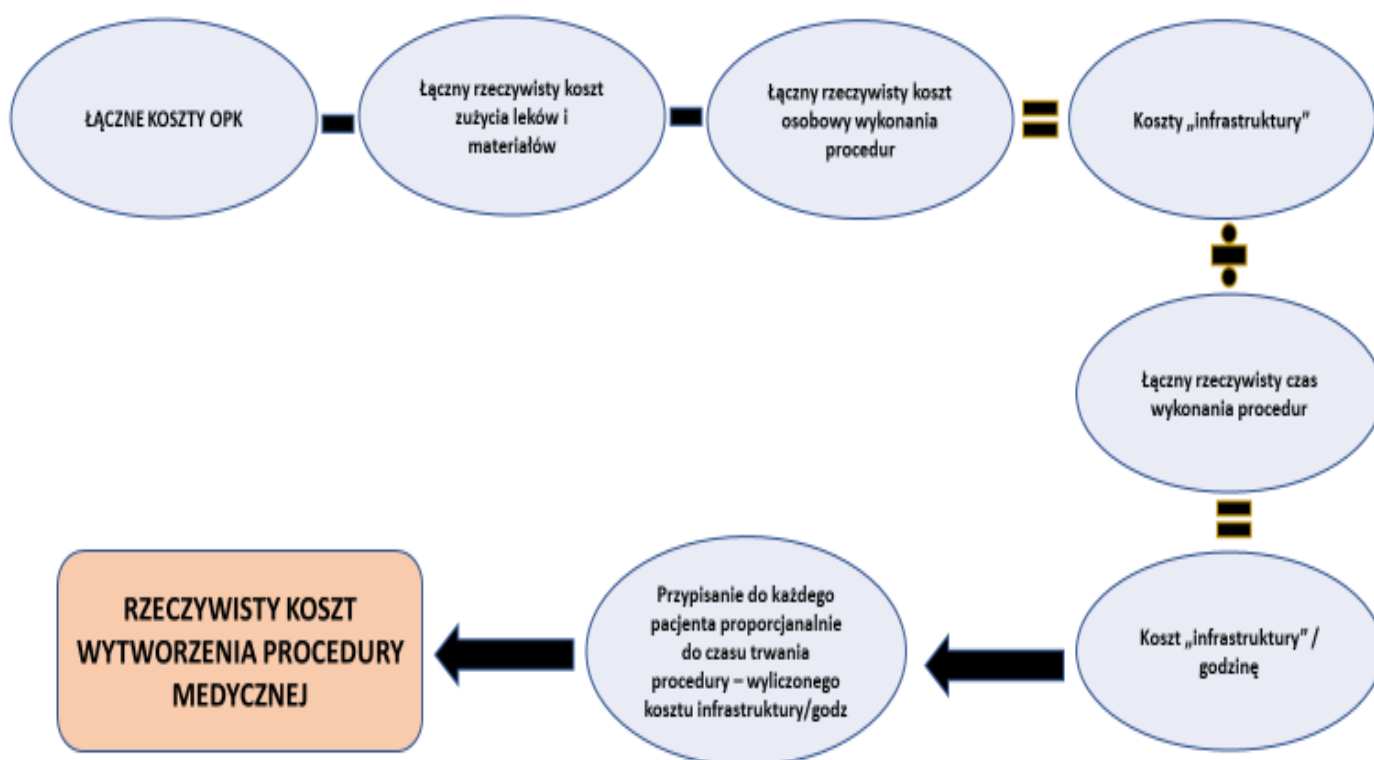 ŁĄCZNE KOSZTY OPK
Łączny rzeczywisty koszt
zużycia leków i
materiałów
Łączny rzeczywisty koszt
osobowy wykonania
procedur
Koszty „infrastruktury”
Łączny rzeczywisty czas
wykonania procedur
Koszt „infrastruktury” /
godzinę
Przypisanie do każdego
pacjenta proporcjanalnie
do czasu trwania
procedury – wyliczonego
kosztu infrastruktury/godz
RZECZYWISTY KOSZT
WYTWORZENIA PROCEDURY
MEDYCZNEJ